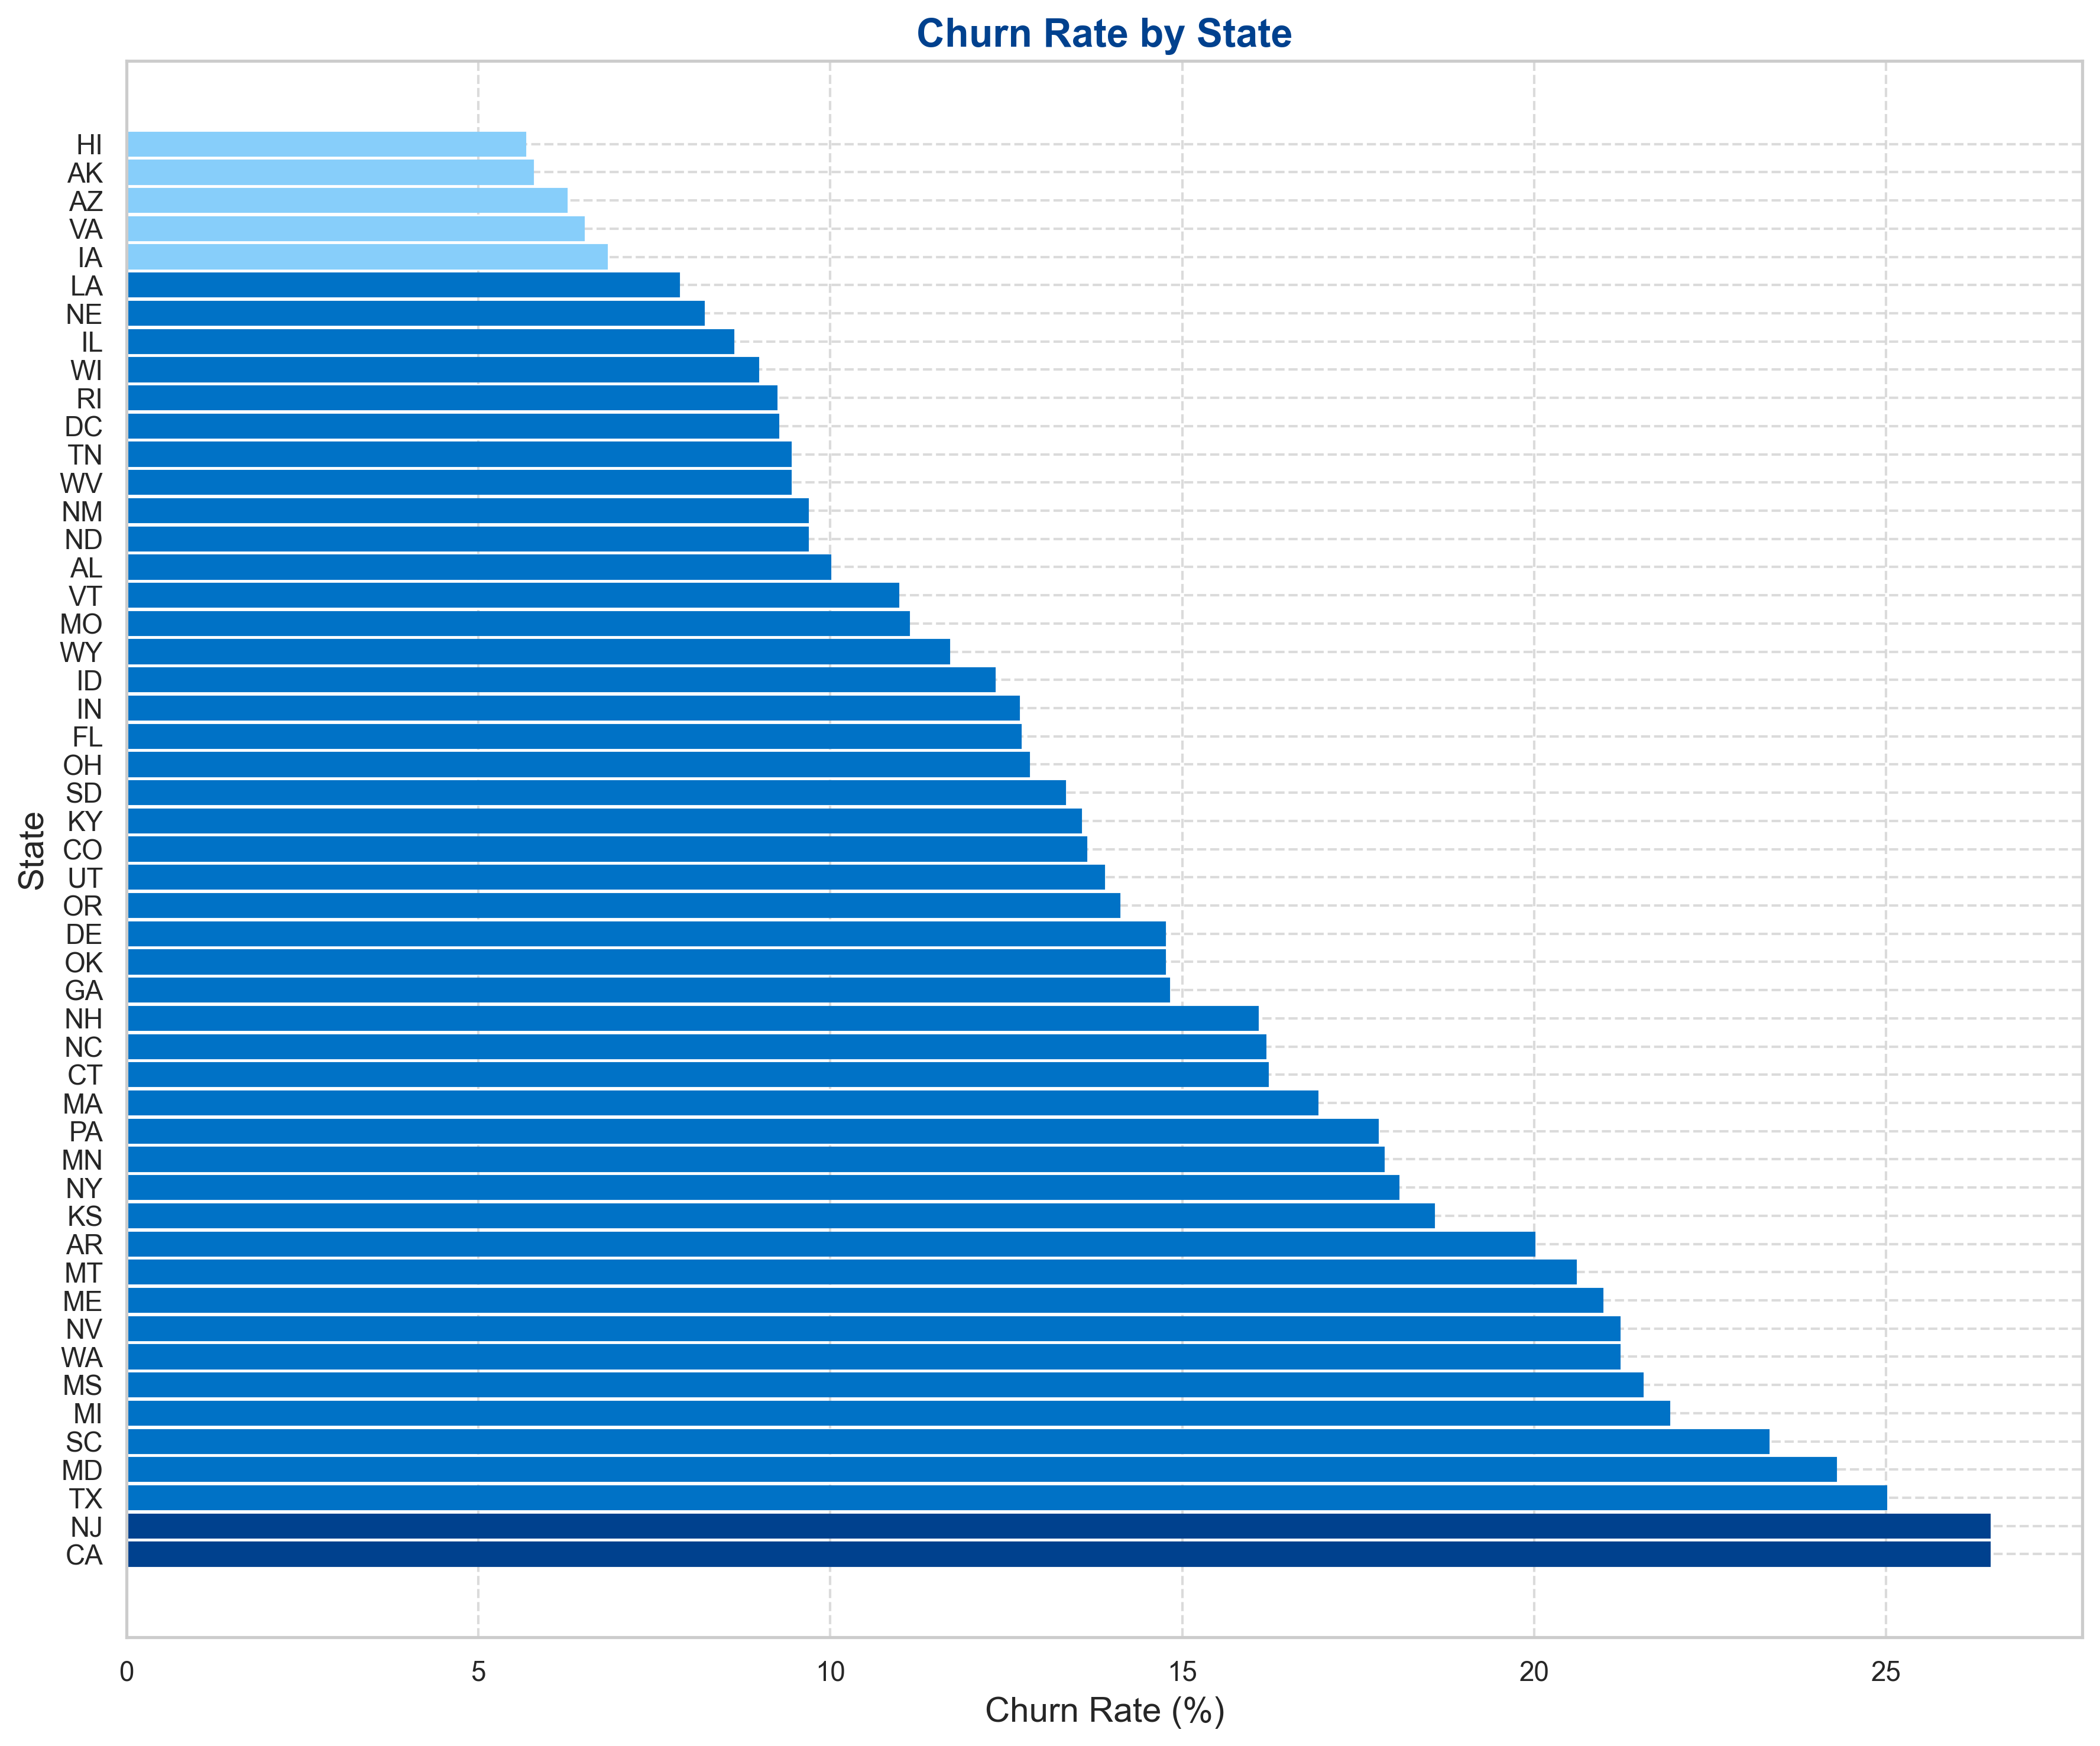 Churn Rate by State
HI
AK
AZ
VA
IA
LA
NE
IL
WI
RI
DC
TN
WV
NM
ND
AL
VT
MO
WY
ID
IN
FL
OH
SD
KY
CO
UT
OR
DE
OK
GA
NH
NC
CT
MA
PA
MN
NY
KS
AR
MT
ME
NV
WA
MS
MI
SC
MD
TX
NJ
CA
State
0 5 10 15 20 25
Churn Rate (%)